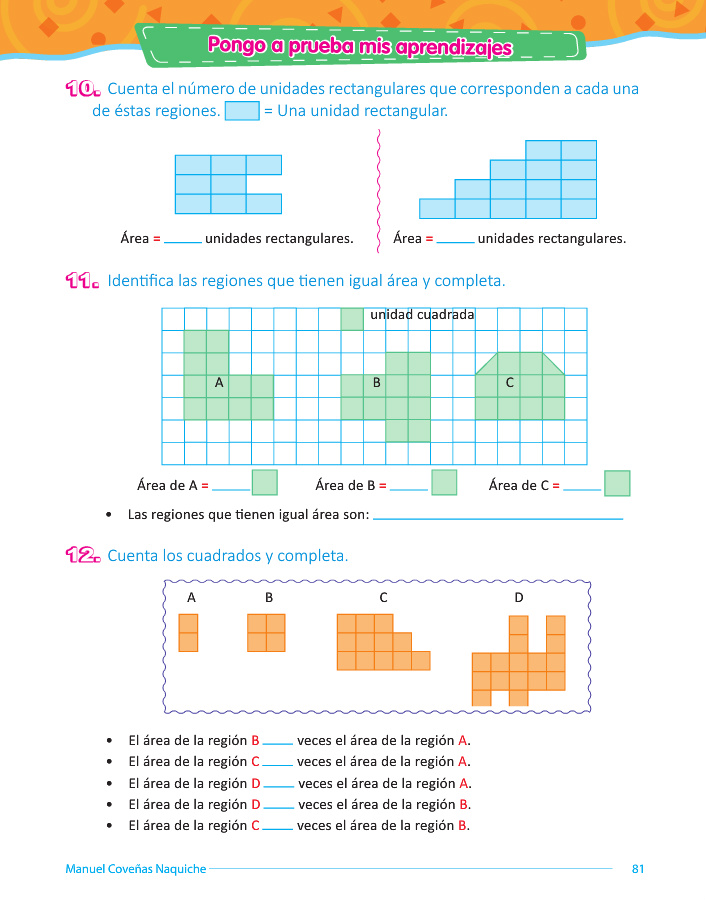 Pongo a prueba mis aprendizajes
10. Cuenta el número de unidades rectangulares que corresponden a cada una
de éstas regiones. = Una unidad rectangular.
Área = ____ unidades rectangulares. Área = ____ unidades rectangulares.
11. Identifica las regiones que tienen igual área y completa.
unidad cuadrada
A B C
Área de A = ____ Área de B = ____ Área de C = ____
• Las regiones que tienen igual área son: ____
12. Cuenta los cuadrados y completa.
A B C D
• El área de la región B ____ veces el área de la región A.
• El área de la región C ____ veces el área de la región A.
• El área de la región D ____ veces el área de la región A.
• El área de la región D ____ veces el área de la región B.
• El área de la región C ____ veces el área de la región B.
Manuel Coveñas Naquiche 81